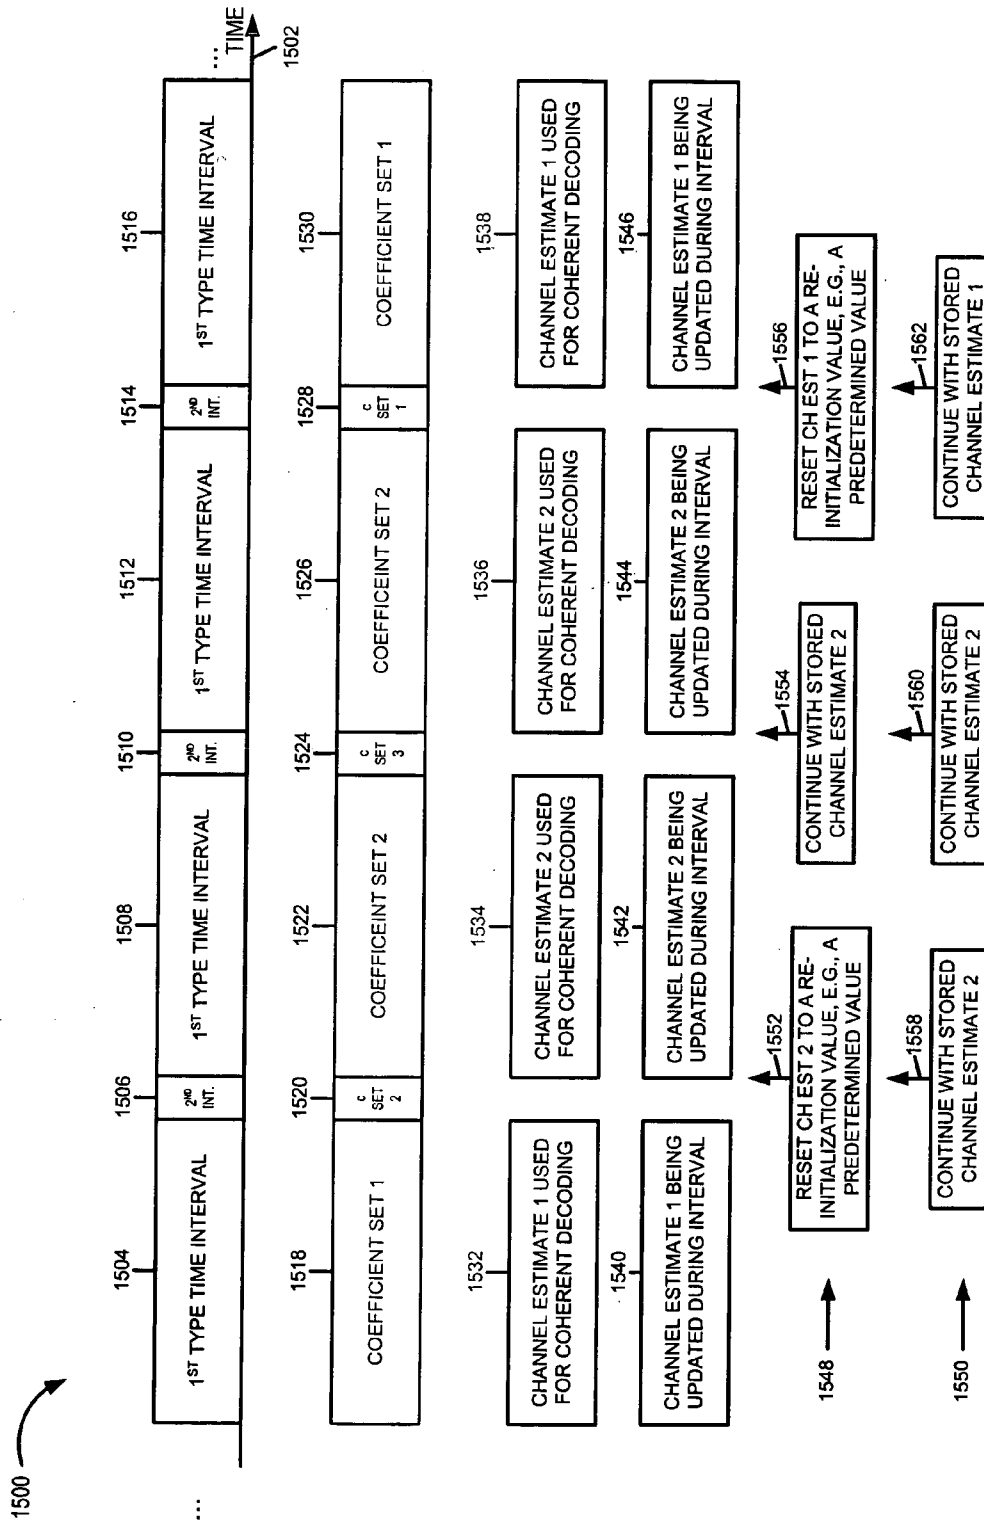 1500
...
1504
1506
1508
1510
1512
1514
1516
1ST TYPE TIME INTERVAL
2ND
INT.
1ST TYPE TIME INTERVAL
2ND
INT.
1ST TYPE TIME INTERVAL
2ND
INT.
1ST TYPE TIME INTERVAL
...
TIME
1502
1518
1520
1522
1524
1526
1528
1530
COEFFICIENT SET 1
C
SET
2
COEFFICEINT SET 2
C
SET
3
COEFFICEINT SET 2
C
SET
1
COEFFICIENT SET 1
1532
1534
1536
1538
CHANNEL ESTIMATE 1 USED
FOR COHERENT DECODING
CHANNEL ESTIMATE 2 USED
FOR COHERENT DECODING
CHANNEL ESTIMATE 2 USED
FOR COHERENT DECODING
CHANNEL ESTIMATE 1 USED
FOR COHERENT DECODING
1540
1542
1544
1546
CHANNEL ESTIMATE 1 BEING
UPDATED DURING INTERVAL
CHANNEL ESTIMATE 2 BEING
UPDATED DURING INTERVAL
CHANNEL ESTIMATE 2 BEING
UPDATED DURING INTERVAL
CHANNEL ESTIMATE 1 BEING
UPDATED DURING INTERVAL
1548
1552
RESET CH EST 2 TO A RE-
INITIALIZATION VALUE, E.G., A
PREDETERMINED VALUE
1554
CONTINUE WITH STORED
CHANNEL ESTIMATE 2
1556
RESET CH EST 1 TO A RE-
INITIALIZATION VALUE, E.G., A
PREDETERMINED VALUE
1550
1558
CONTINUE WITH STORED
CHANNEL ESTIMATE 2
1560
CONTINUE WITH STORED
CHANNEL ESTIMATE 2
1562
CONTINUE WITH STORED
CHANNEL ESTIMATE 1